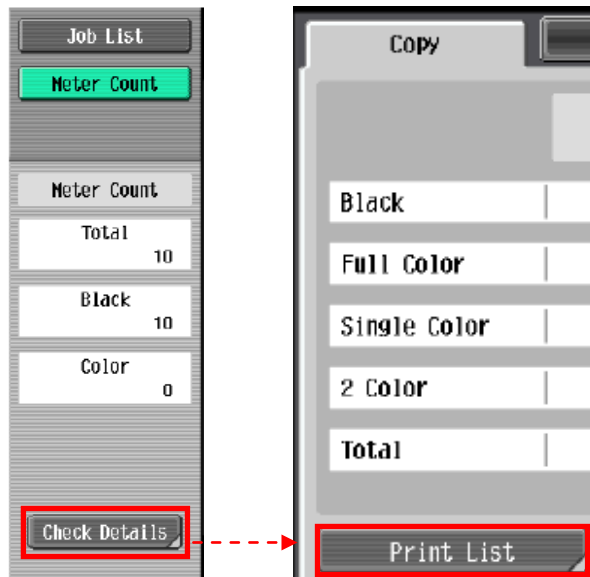 Job List
Meter Count
Meter Count
Total
10
Black
10
Color
0
Check Details
Copy
Black
Full Color
Single Color
2 Color
Total
Print List